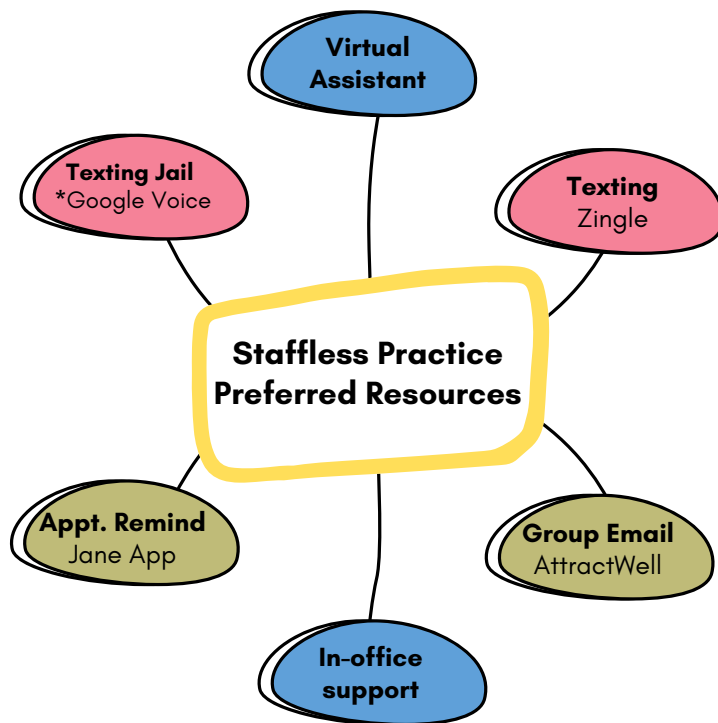 Virtual
Assistant
Texting Jail
*Google Voice
Texting
Zingle
Staffless Practice
Preferred Resources
Appt. Remind
Jane App
Group Email
AttractWell
In-office
support